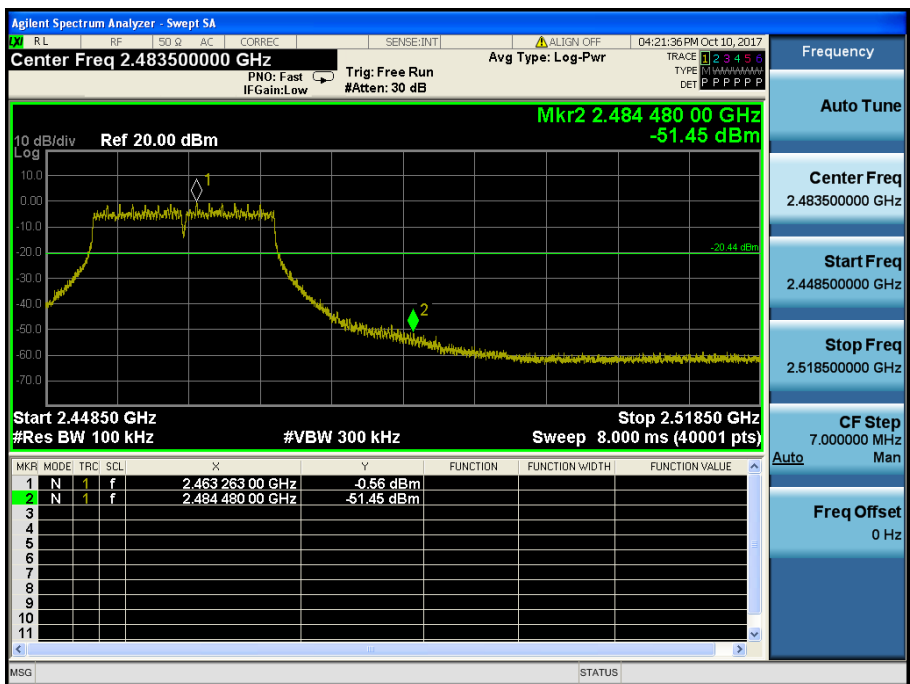 Agilent Spectrum Analyzer - Swept SA
LXI RL RF 50 Ω AC CORREC SENSE:INT ALIGN OFF 04:21:36 PM Oct 10, 2017
Center Freq 2.483500000 GHz
Avg Type: Log-Pwr
TRACE 1 2 3 4 5 6
PNO: Fast
Trig: Free Run
TYPE
IFGain:Low
#Atten: 30 dB
DET P P P P P P
Mkr2 2.484 480 00 GHz
-51.45 dBm
10 dB/div Ref 20.00 dBm
Log
10.0
0.00
-10.0
-20.0
-30.0
-40.0
-50.0
-60.0
-70.0
1
-20.44 dBm
2
Start 2.44850 GHz
Stop 2.51850 GHz
#Res BW 100 kHz
#VBW 300 kHz
Sweep 8.000 ms (40001 pts)
MKR MODE TRC SCL X Y FUNCTION FUNCTION WIDTH FUNCTION VALUE
1 N 1 f 2.463 263 00 GHz -0.56 dBm
2 N 1 f 2.484 480 00 GHz -51.45 dBm
3
4
5
6
7
8
9
10
11
MSG
STATUS
Frequency
Auto Tune
Center Freq
2.483500000 GHz
Start Freq
2.448500000 GHz
Stop Freq
2.518500000 GHz
CF Step
7.000000 MHz
Auto Man
Freq Offset
0 Hz